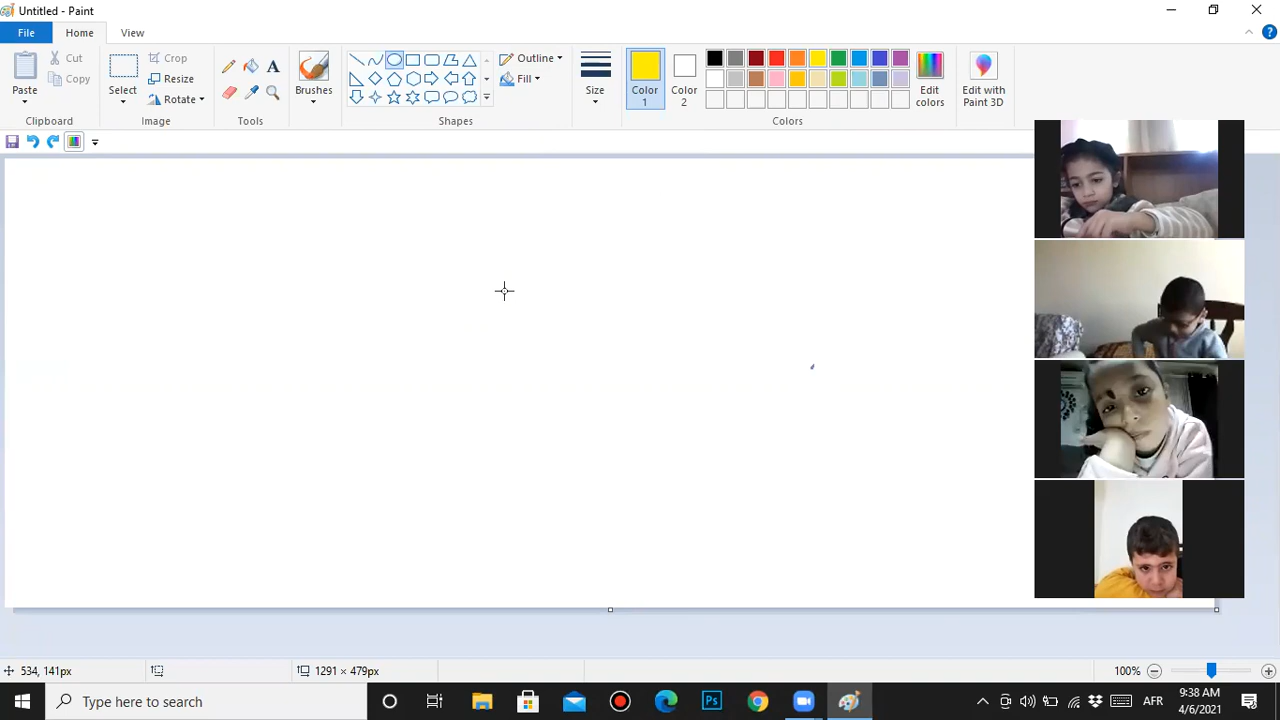 Untitled - Paint
File Home View
Paste
Cut
Copy
Clipboard
Select
Crop
Resize
Rotate
Image
Tools
Brushes
Shapes
Outline
Fill
Size
Color 1
Color 2
Colors
Edit colors
Edit with Paint 3D
534, 141px
1291 × 479px
100%
Type here to search
Ps
AFR
9:38 AM
4/6/2021